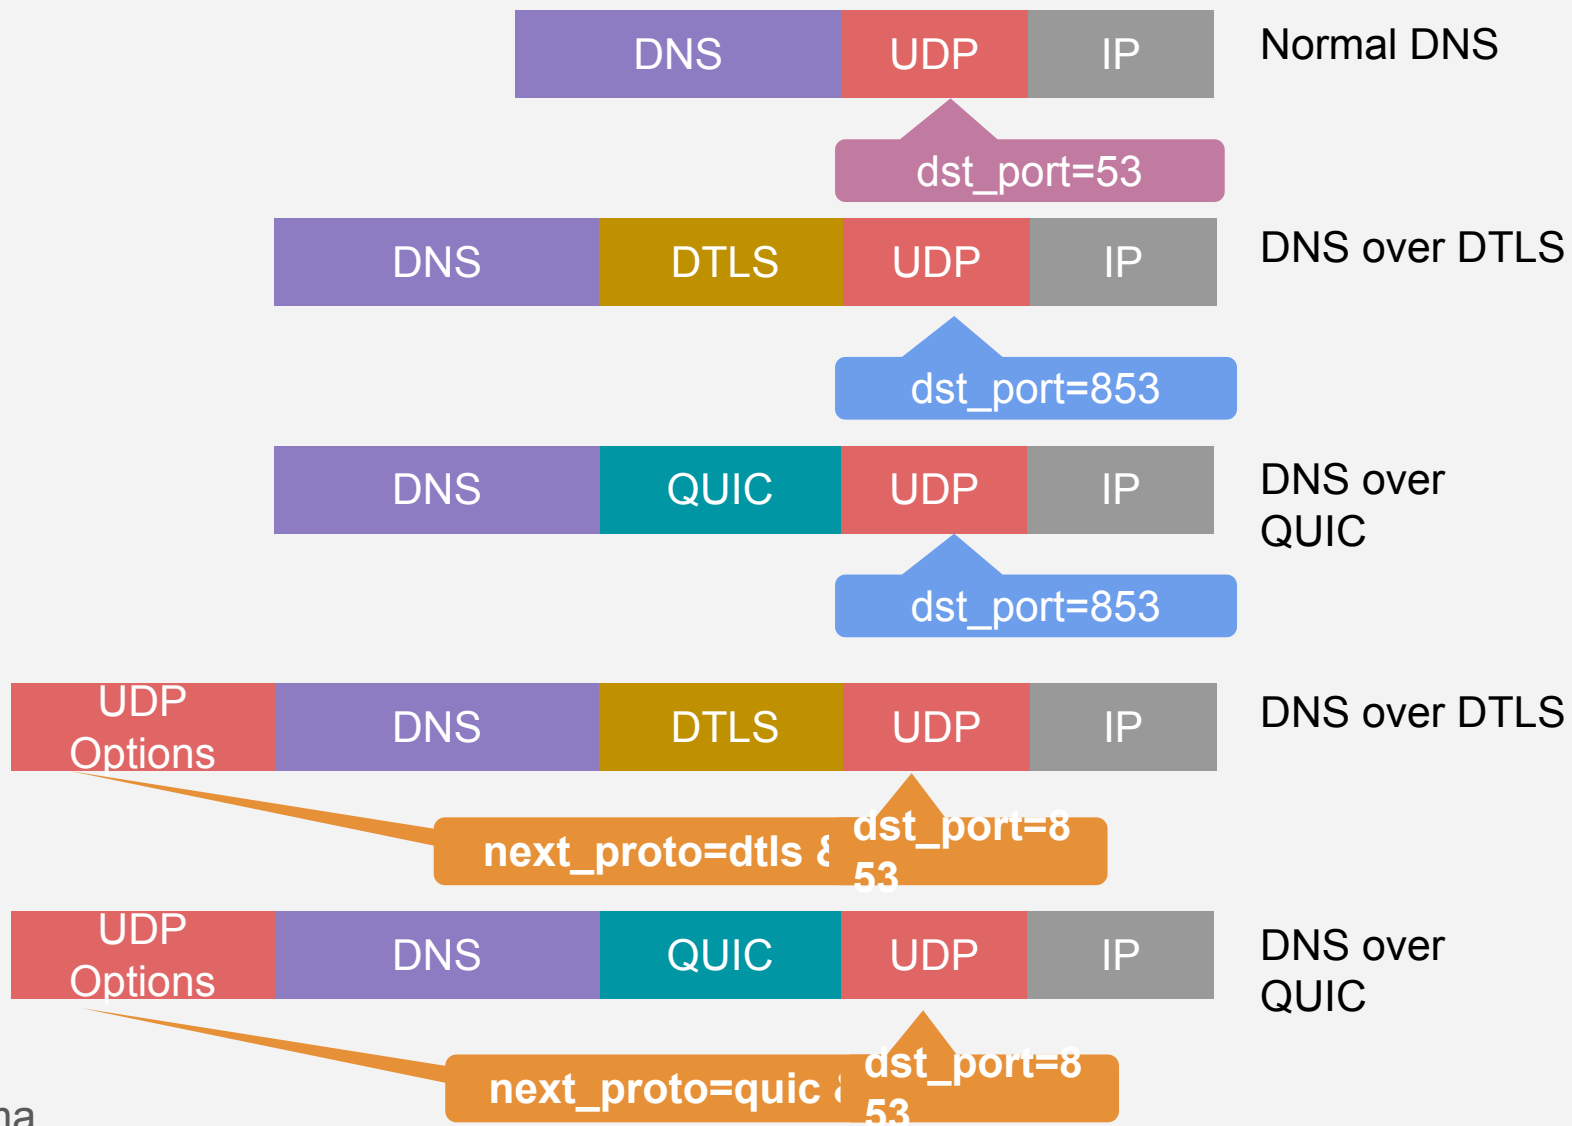 DNS UDP IP Normal DNS
dst_port=53
DNS DTLS UDP IP DNS over DTLS
dst_port=853
DNS QUIC UDP IP DNS over
QUIC
dst_port=853
UDP
Options DNS DTLS UDP IP DNS over DTLS
next_proto=dtls & dst_port=8
53
UDP
Options DNS QUIC UDP IP DNS over
QUIC
next_proto=quic & dst_port=8
53